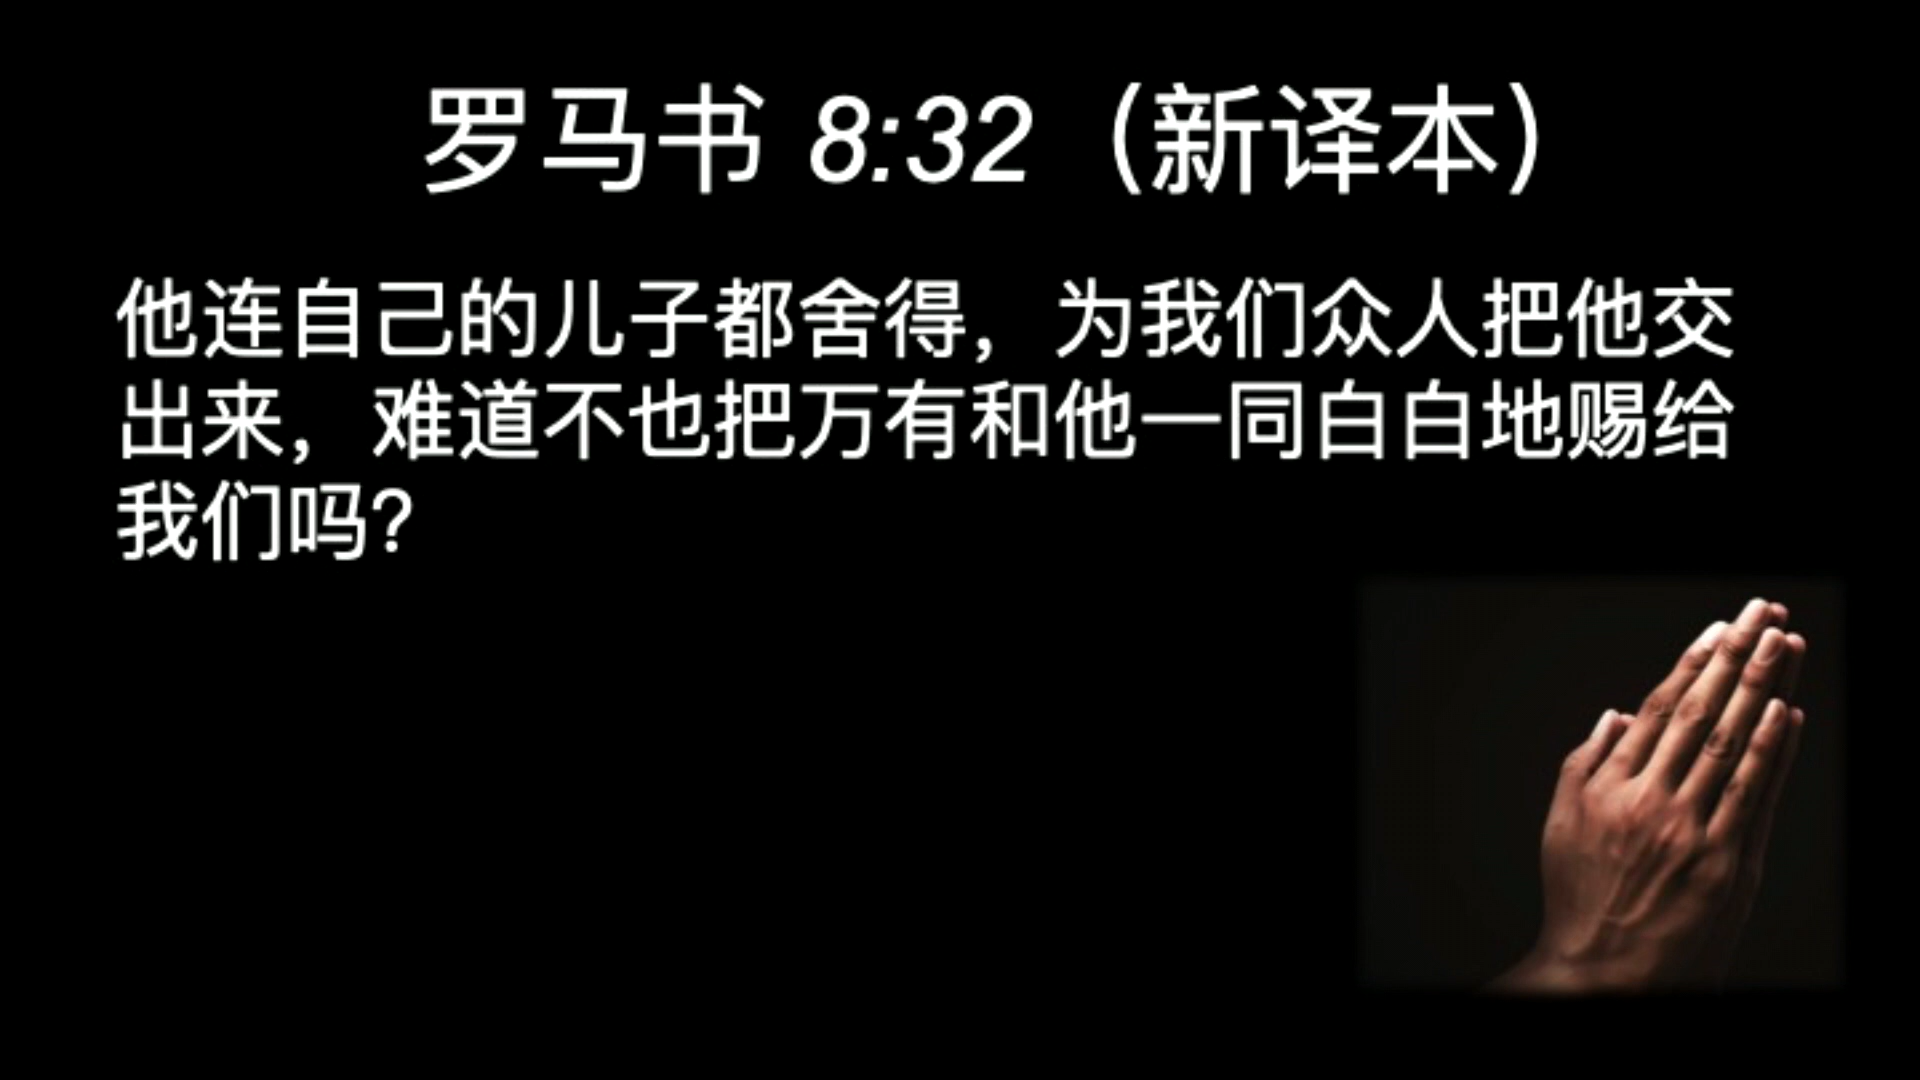 罗马书 8:32（新译本）
他连自己的儿子都舍得，为我们众人把他交
出来，难道不也把万有和他一同白白地赐给
我们吗？